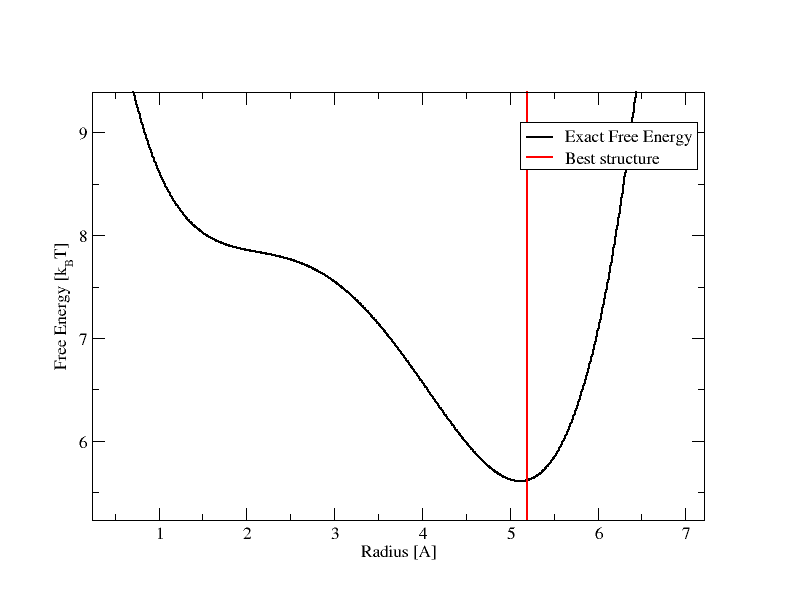 9
8
7
6
Free Energy [k_BT]
Exact Free Energy
Best structure
1 2 3 4 5 6 7
Radius [A]